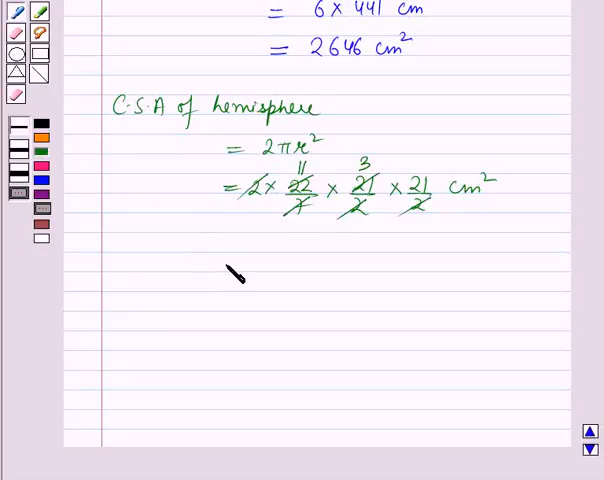 = 6 × 441 cm
= 2646 cm²
C.S.A of hemisphere
= 2πr²
= 2 × 22/7 × 21/2 × 21/2 cm²
11 3